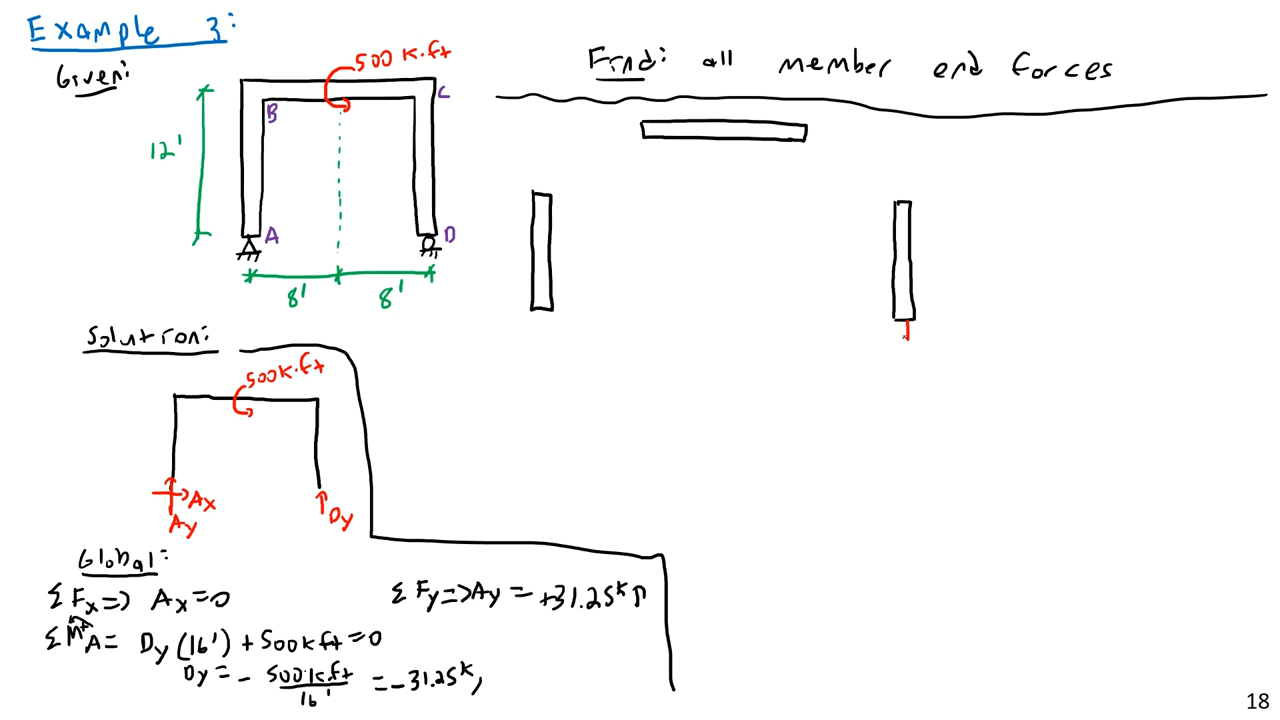 Example 3:
Given:
500 k.ft
Find: all member end forces
B
C
12'
A
D
8' 8'
Solution:
500k.ft
Ax
Ay
Dy
Global:
ΣFx=> Ax=0
ΣFy=>Ay = +31.25ᵏ↑
ΣMA= Dy(16') + 500kft=0
Dy = - 500k.ft / 16' = -31.25ᵏ,
18